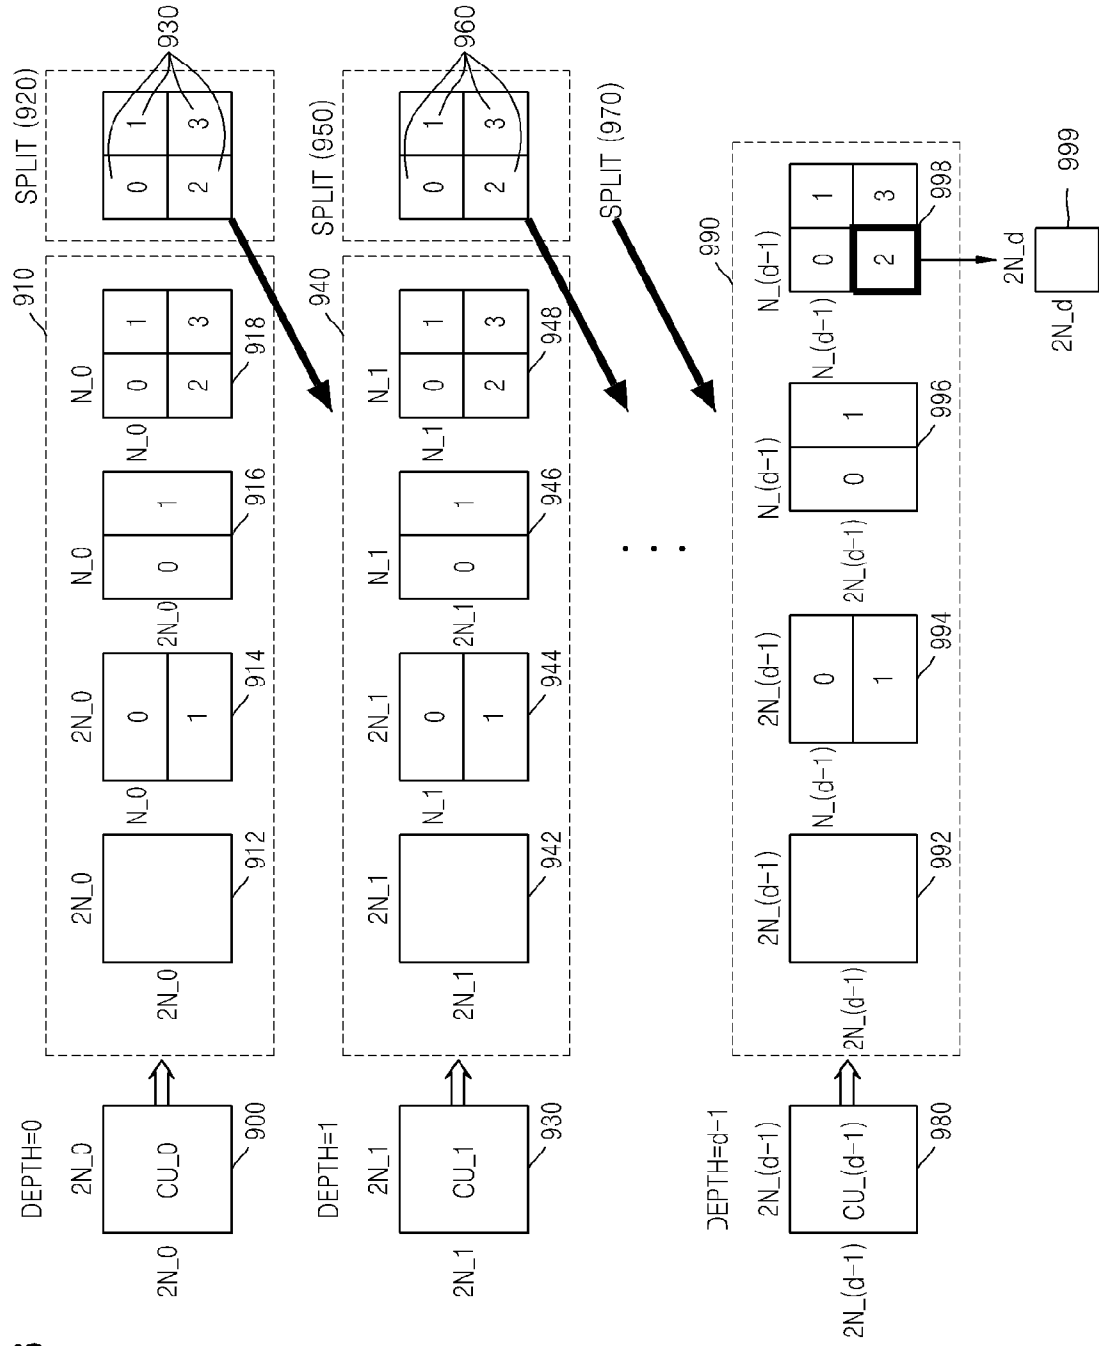 DEPTH=0
2N_0
2N_0
CU_0
900
910
2N_0
2N_0
912
2N_0
N_0
0
1
914
N_0
2N_0
0
1
916
N_0
N_0
0
1
2
3
918
SPLIT (920)
0
1
2
3
930
DEPTH=1
2N_1
2N_1
CU_1
930
940
2N_1
2N_1
942
2N_1
N_1
0
1
944
N_1
2N_1
0
1
946
N_1
N_1
0
1
2
3
948
SPLIT (950)
0
1
2
3
960
SPLIT (970)
DEPTH=d-1
2N_(d-1)
2N_(d-1)
CU_(d-1)
980
990
2N_(d-1)
2N_(d-1)
992
2N_(d-1)
N_(d-1)
0
1
994
N_(d-1)
2N_(d-1)
0
1
996
N_(d-1)
N_(d-1)
0
1
2
3
998
2N_d
2N_d
999